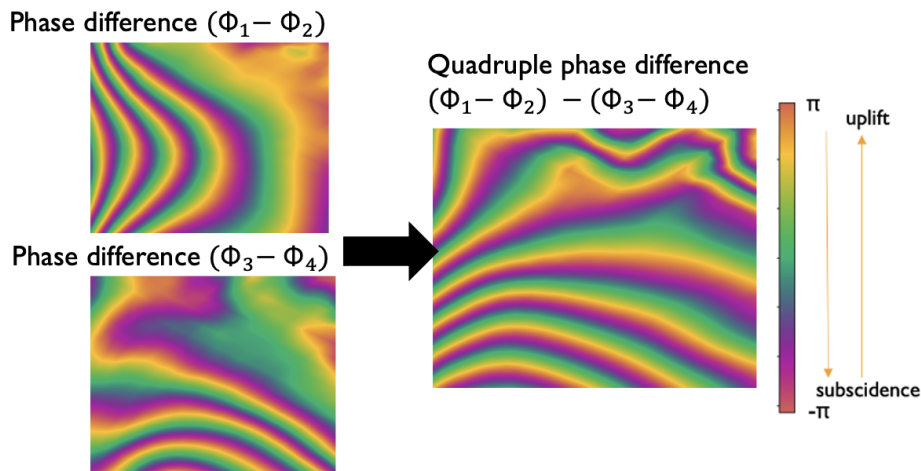 Phase difference (Φ₁− Φ₂)
Phase difference (Φ₃− Φ₄)
Quadruple phase difference
(Φ₁− Φ₂) −(Φ₃− Φ₄)
π
uplift
subscidence
-π